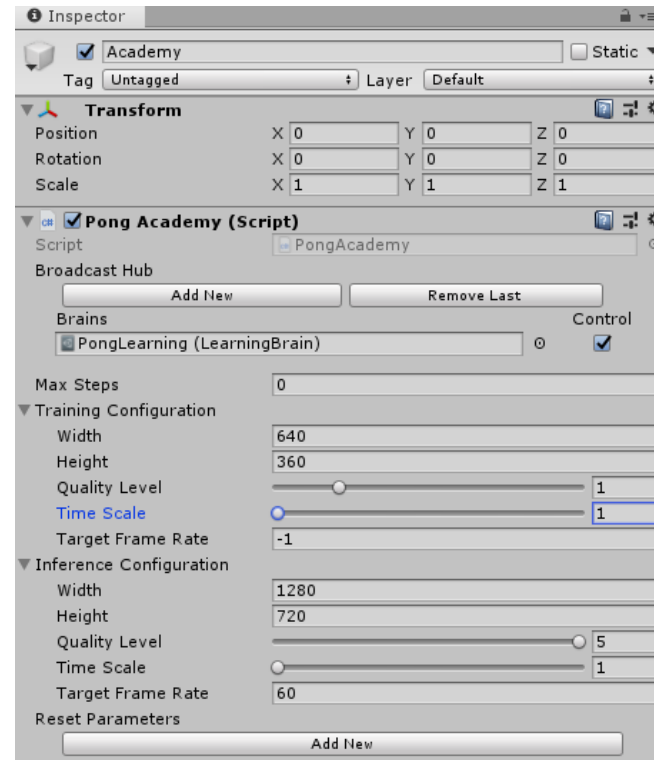 Inspector
Academy Static
Tag Untagged Layer Default
Transform
Position X 0 Y 0 Z 0
Rotation X 0 Y 0 Z 0
Scale X 1 Y 1 Z 1
c# Pong Academy (Script)
Script PongAcademy
Broadcast Hub
Add New Remove Last
Brains Control
PongLearning (LearningBrain)
Max Steps 0
Training Configuration
Width 640
Height 360
Quality Level 1
Time Scale 1
Target Frame Rate -1
Inference Configuration
Width 1280
Height 720
Quality Level 5
Time Scale 1
Target Frame Rate 60
Reset Parameters
Add New